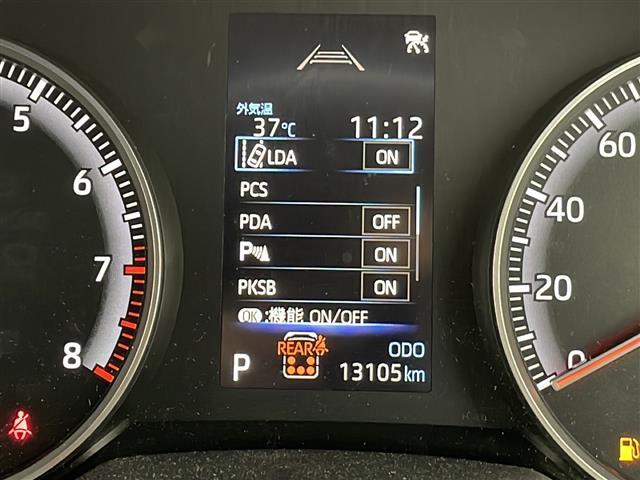 外気温
37℃ 11:12
LDA ON
PCS
PDA OFF
P ON
PKSB ON
OK :機能 ON/OFF
REAR
P ODO
13105km
5
6
7
8
60
40
20
0